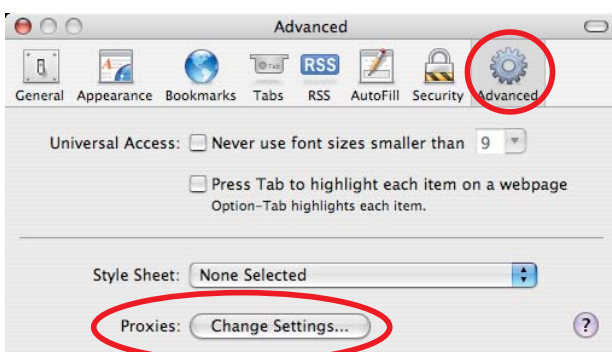 Advanced
General Appearance Bookmarks Tabs RSS AutoFill Security Advanced
Tab
RSS
Universal Access: Never use font sizes smaller than 9
Press Tab to highlight each item on a webpage
Option-Tab highlights each item.
Style Sheet: None Selected
Proxies: Change Settings...
?